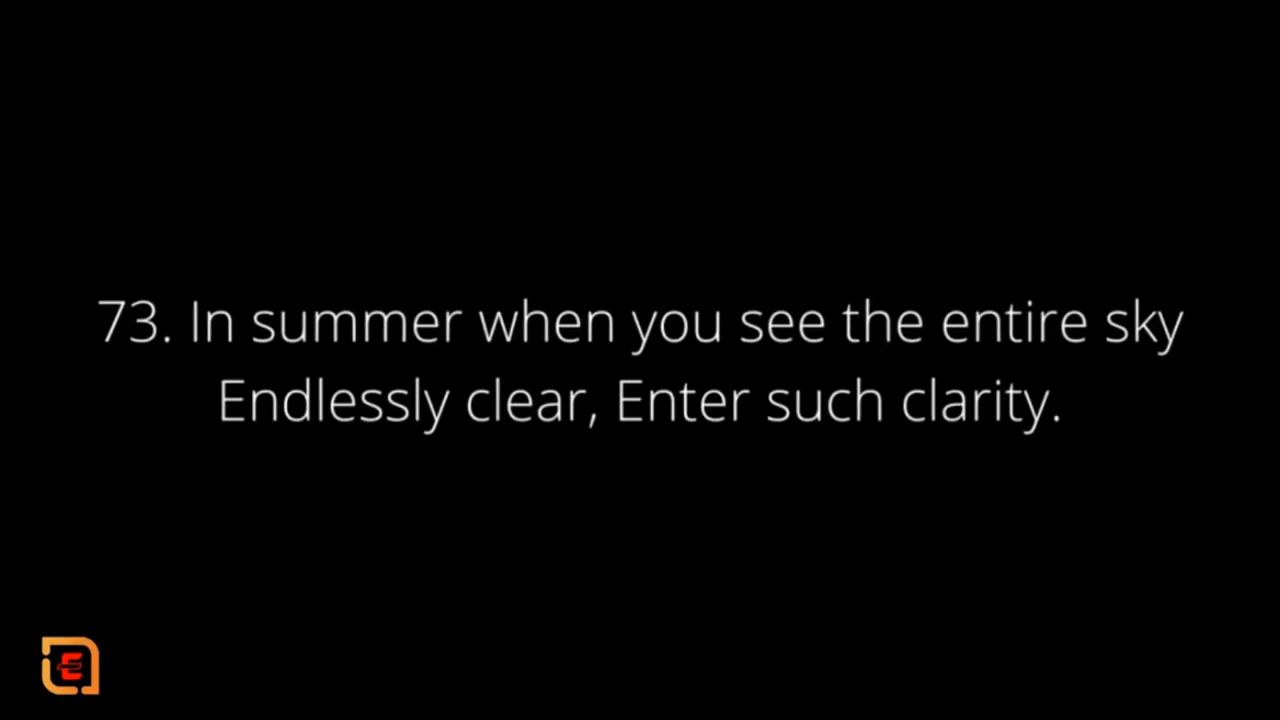 73. In summer when you see the entire sky
Endlessly clear, Enter such clarity.
E